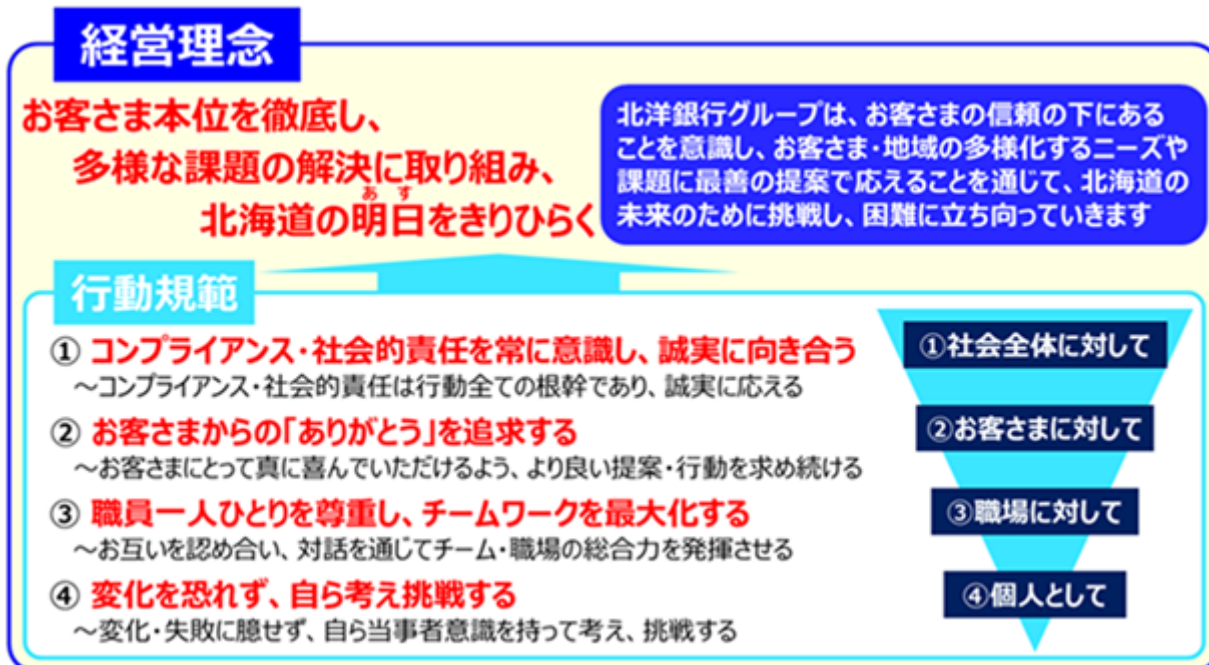 経営理念
お客さま本位を徹底し、
多様な課題の解決に取り組み、
あす
北海道の明日をきりひらく
北洋銀行グループは、お客さまの信頼の下にある
ことを意識し、お客さま・地域の多様化するニーズや
課題に最善の提案で応えることを通じて、北海道の
未来のために挑戦し、困難に立ち向っていきます
行動規範
① コンプライアンス・社会的責任を常に意識し、誠実に向き合う
～コンプライアンス・社会的責任は行動全ての根幹であり、誠実に応える
② お客さまからの「ありがとう」を追求する
～お客さまにとって真に喜んでいただけるよう、より良い提案・行動を求め続ける
③ 職員一人ひとりを尊重し、チームワークを最大化する
～お互いを認め合い、対話を通じてチーム・職場の総合力を発揮させる
④ 変化を恐れず、自ら考え挑戦する
～変化・失敗に臆せず、自ら当事者意識を持って考え、挑戦する
①社会全体に対して
②お客さまに対して
③職場に対して
④個人として